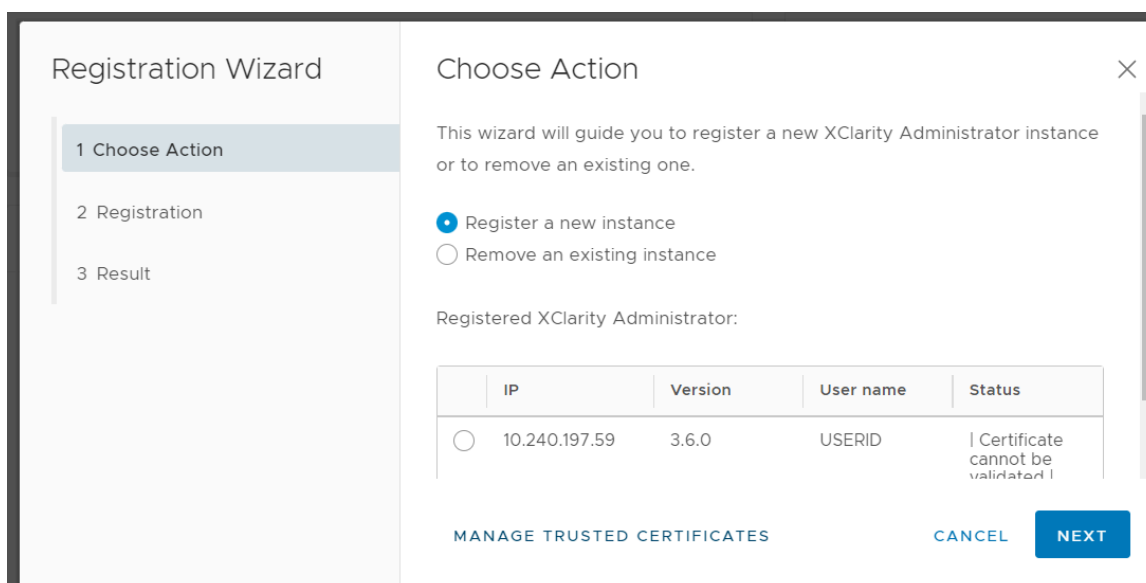 Registration Wizard
1 Choose Action
2 Registration
3 Result
Choose Action
This wizard will guide you to register a new XClarity Administrator instance
or to remove an existing one.
Register a new instance
Remove an existing instance
Registered XClarity Administrator:
IP Version User name Status
10.240.197.59 3.6.0 USERID | Certificate
cannot be
validated |
MANAGE TRUSTED CERTIFICATES CANCEL NEXT